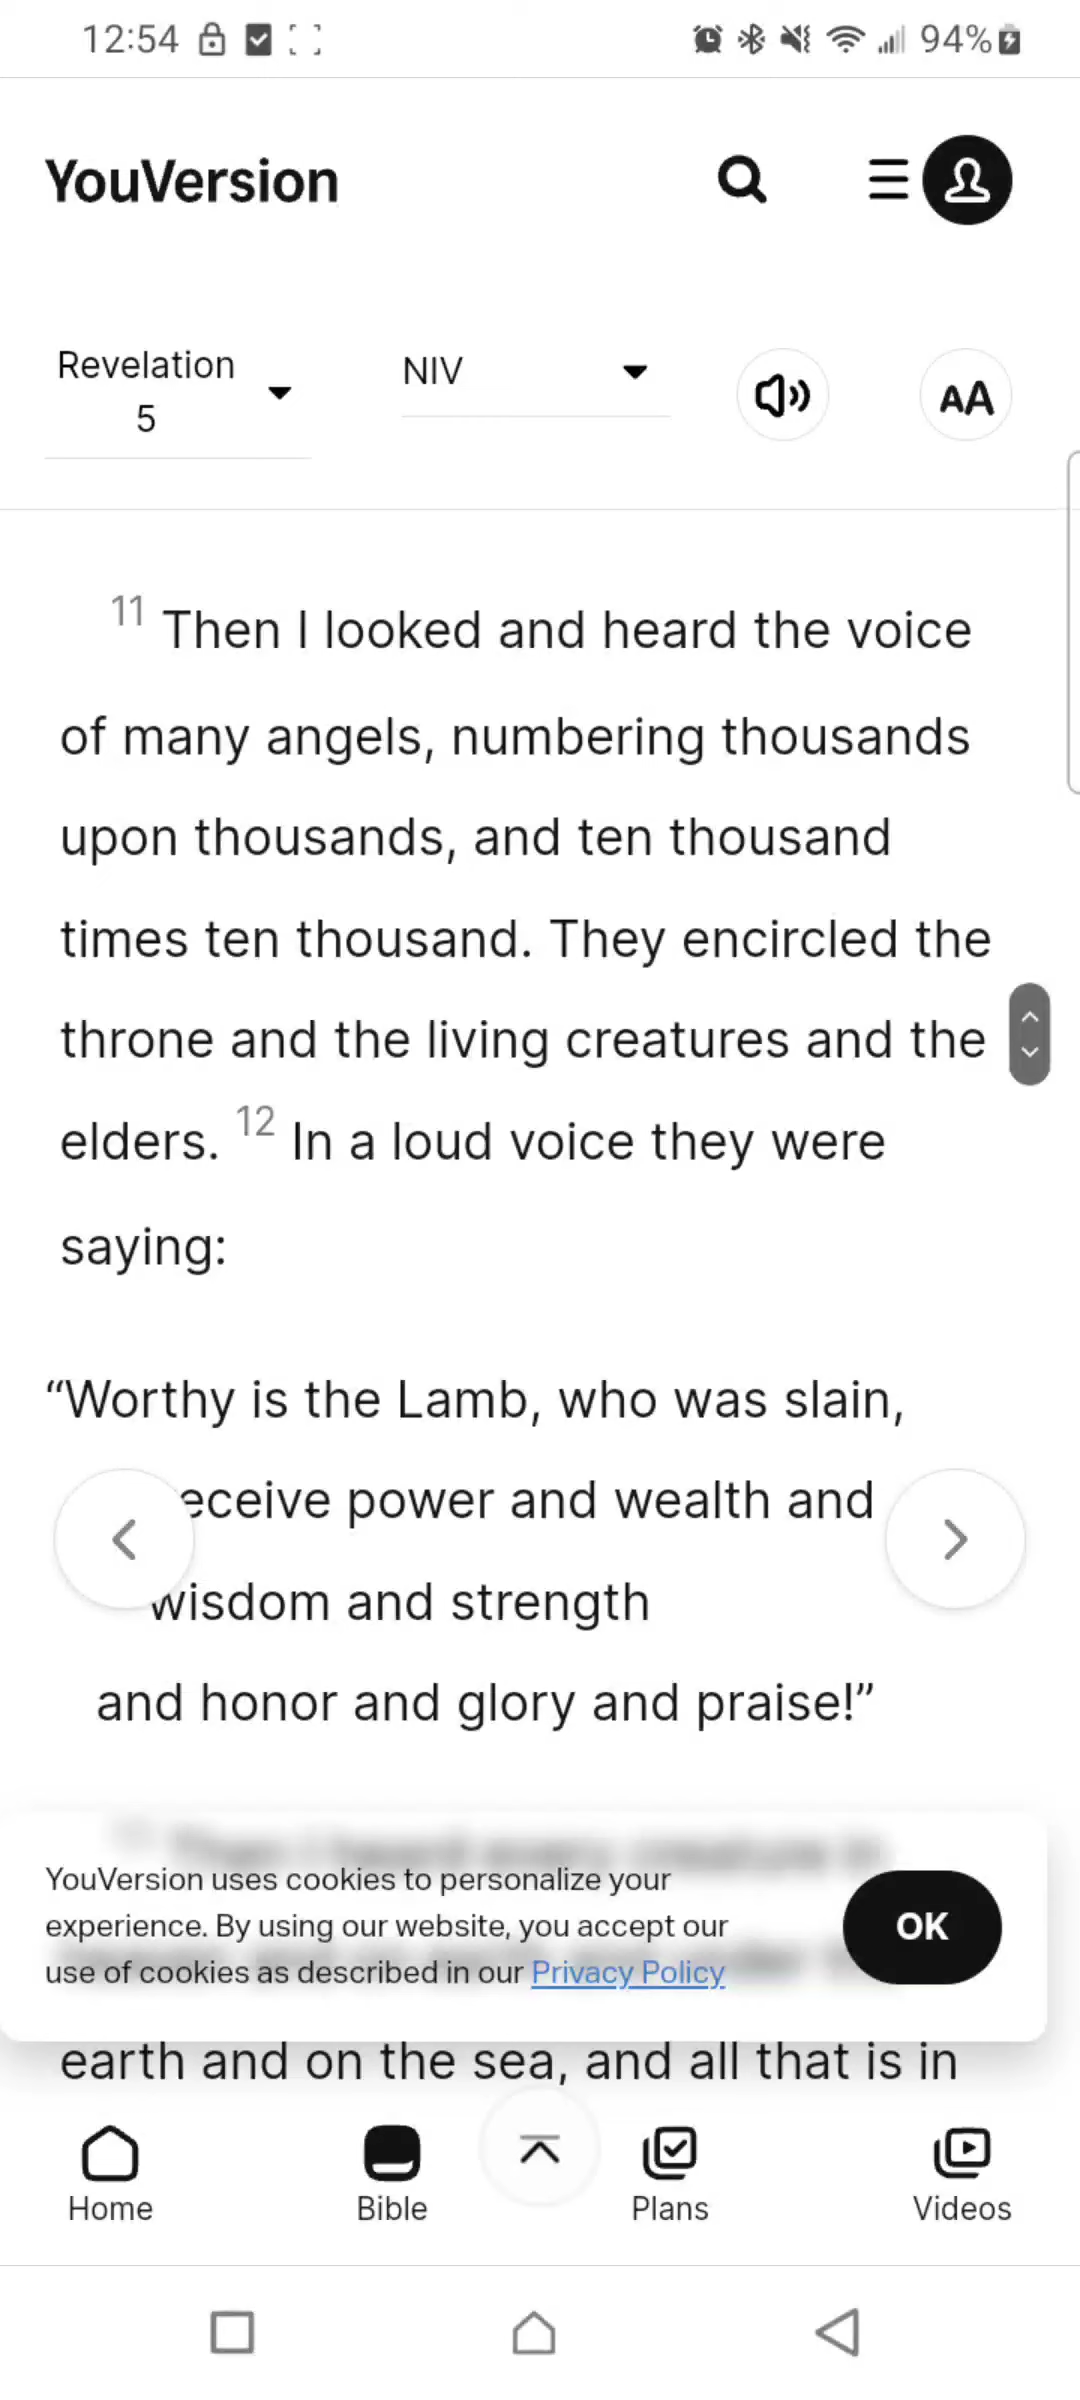 12:54
94%
YouVersion
Revelation
5
NIV
AA
11 Then I looked and heard the voice
of many angels, numbering thousands
upon thousands, and ten thousand
times ten thousand. They encircled the
throne and the living creatures and the
elders. 12 In a loud voice they were
saying:
“Worthy is the Lamb, who was slain,
eceive power and wealth and
wisdom and strength
and honor and glory and praise!”
YouVersion uses cookies to personalize your
experience. By using our website, you accept our
use of cookies as described in our Privacy Policy
OK
earth and on the sea, and all that is in
Home
Bible
Plans
Videos